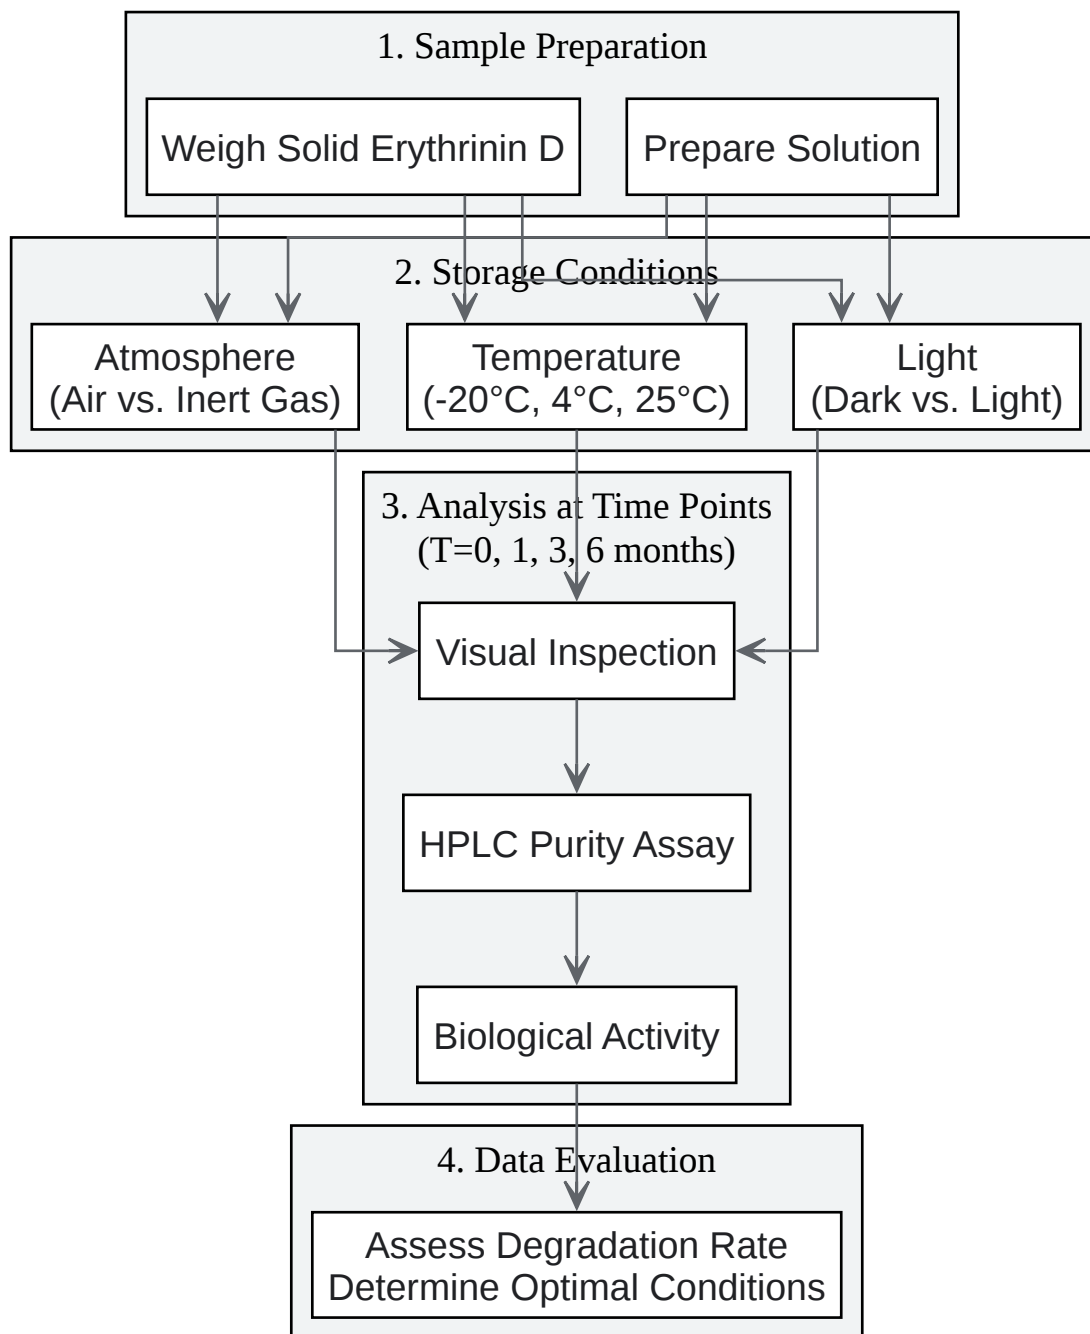 1. Sample Preparation
Weigh Solid Erythrinin D
Prepare Solution
2. Storage Conditions
Atmosphere
(Air vs. Inert Gas)
Temperature
(-20°C, 4°C, 25°C)
Light
(Dark vs. Light)
3. Analysis at Time Points
(T=0, 1, 3, 6 months)
Visual Inspection
HPLC Purity Assay
Biological Activity
4. Data Evaluation
Assess Degradation Rate
Determine Optimal Conditions